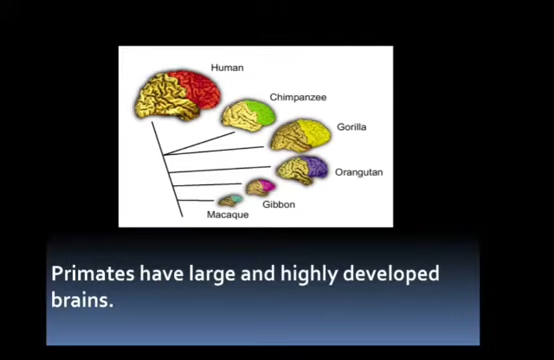 Human
Chimpanzee
Gorilla
Orangutan
Gibbon
Macaque
Primates have large and highly developed
brains.